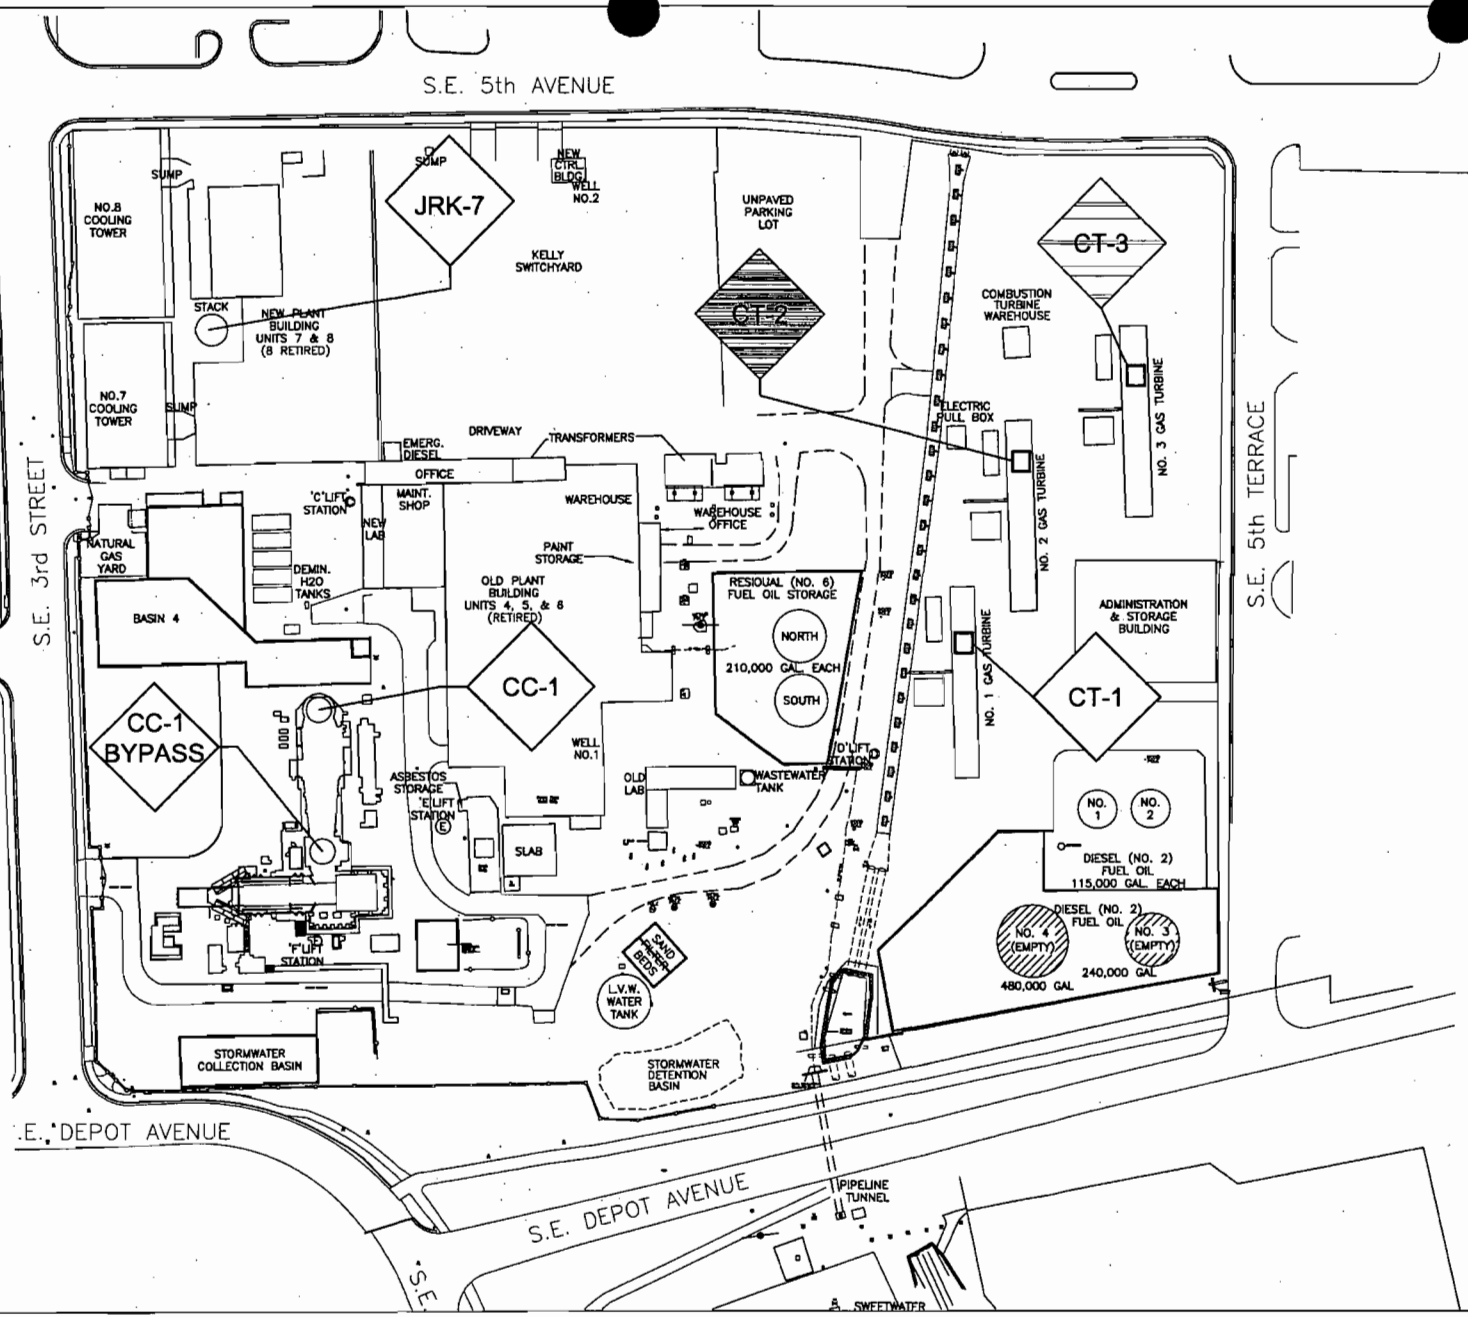 S.E. 5th AVENUE
SUMP
SUMP
NEW
CTRL.
BLDG
WELL
NO.2
JRK-7
NO.8
COOLING
TOWER
UNPAVED
PARKING
LOT
CT-3
KELLY
SWITCHYARD
STACK
NEW PLANT
BUILDING
UNITS 7 & 8
(8 RETIRED)
CT-2
COMBUSTION
TURBINE
WAREHOUSE
NO.7
COOLING
TOWER
SUMP
ELECTRIC
PULL BOX
NO. 3 GAS TURBINE
EMERG.
DIESEL
DRIVEWAY
TRANSFORMERS
OFFICE
S.E. 3rd STREET
"C"LIFT
STATION
MAINT.
SHOP
WAREHOUSE
WAREHOUSE
OFFICE
NO. 2 GAS TURBINE
S.E. 5th TERRACE
NEW
LAB
NATURAL
GAS
YARD
PAINT
STORAGE
DEMIN.
H2O
TANKS
OLD PLANT
BUILDING
UNITS 4, 5, & 6
(RETIRED)
RESIDUAL (NO. 6)
FUEL OIL STORAGE
NORTH
210,000 GAL. EACH
SOUTH
BASIN 4
ADMINISTRATION
& STORAGE
BUILDING
NO. 1 GAS TURBINE
CC-1
CT-1
CC-1
BYPASS
WELL
NO.1
"D"LIFT
STATION
ASBESTOS
STORAGE
"E"LIFT
STATION
E
OLD
LAB
WASTEWATER
TANK
NO.
1
NO.
2
SLAB
DIESEL (NO. 2)
FUEL OIL
115,000 GAL. EACH
DIESEL (NO. 2)
FUEL OIL
NO. 4
(EMPTY)
NO. 3
(EMPTY)
240,000 GAL
480,000 GAL
"F"LIFT
STATION
SAND
FILTER
BEDS
L.V.W.
WATER
TANK
STORMWATER
COLLECTION BASIN
STORMWATER
DETENTION
BASIN
.E. DEPOT AVENUE
S.E. DEPOT AVENUE
PIPELINE
TUNNEL
S.E.
SWEETWATER